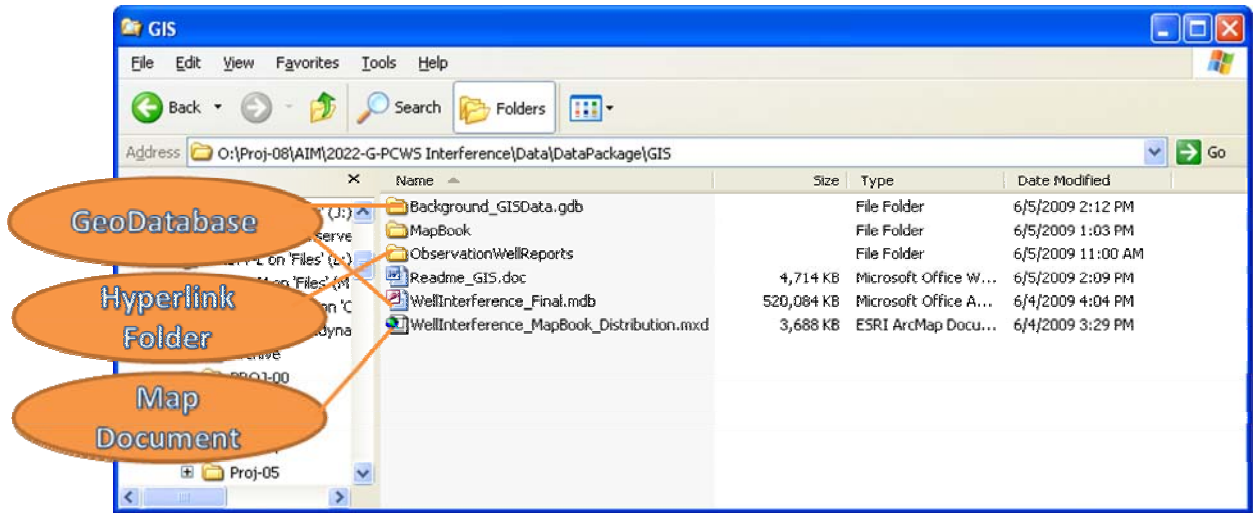 GIS
File Edit View Favorites Tools Help
Back Search Folders
Address O:\Proj-08\AIM\2022-G-PCWS Interference\Data\DataPackage\GIS Go
Name Size Type Date Modified
Background_GISData.gdb File Folder 6/5/2009 2:12 PM
MapBook File Folder 6/5/2009 1:03 PM
ObservationWellReports File Folder 6/5/2009 11:00 AM
Readme_GIS.doc 4,714 KB Microsoft Office W... 6/5/2009 2:09 PM
WellInterference_Final.mdb 520,084 KB Microsoft Office A... 6/4/2009 4:04 PM
WellInterference_MapBook_Distribution.mxd 3,688 KB ESRI ArcMap Docu... 6/4/2009 3:29 PM
GeoDatabase
Hyperlink
Folder
Map
Document
(J:)
on 'Files'
PROJ-00
Proj-05